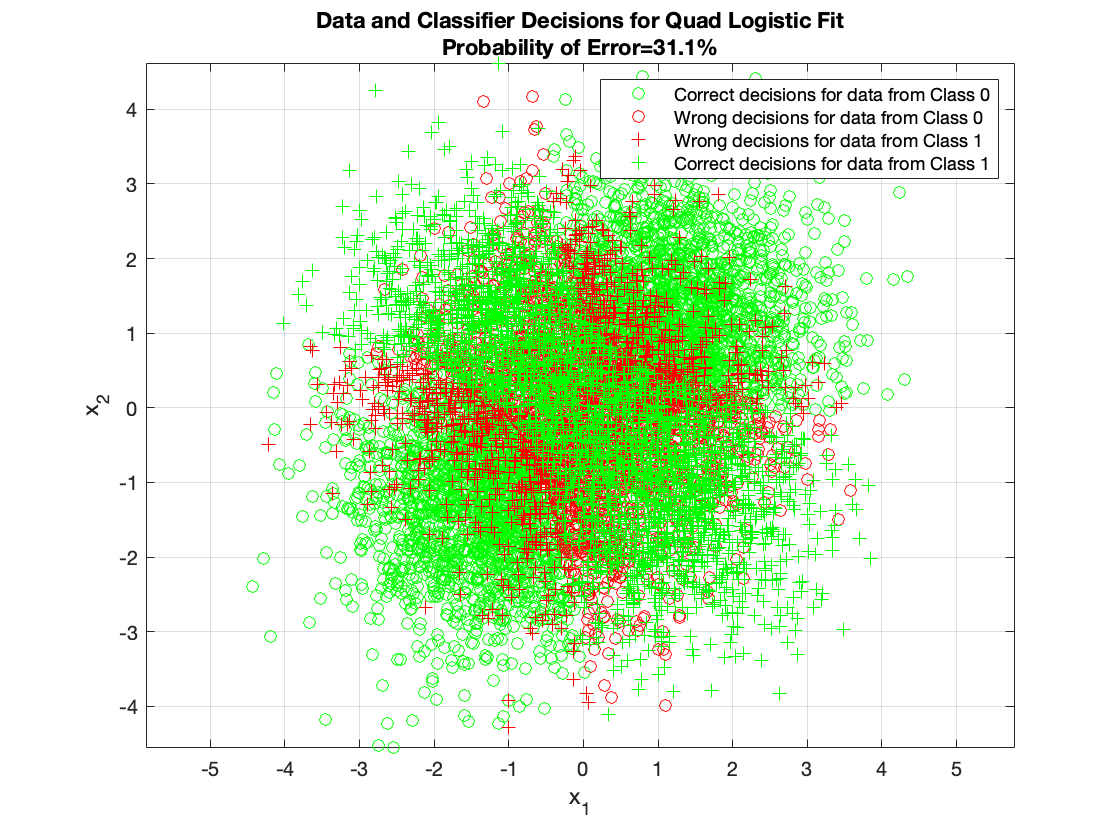 Data and Classifier Decisions for Quad Logistic Fit
Probability of Error=31.1%
Correct decisions for data from Class 0
Wrong decisions for data from Class 0
Wrong decisions for data from Class 1
Correct decisions for data from Class 1
4
3
2
1
0
-1
-2
-3
-4
x2
-5 -4 -3 -2 -1 0 1 2 3 4 5
x1